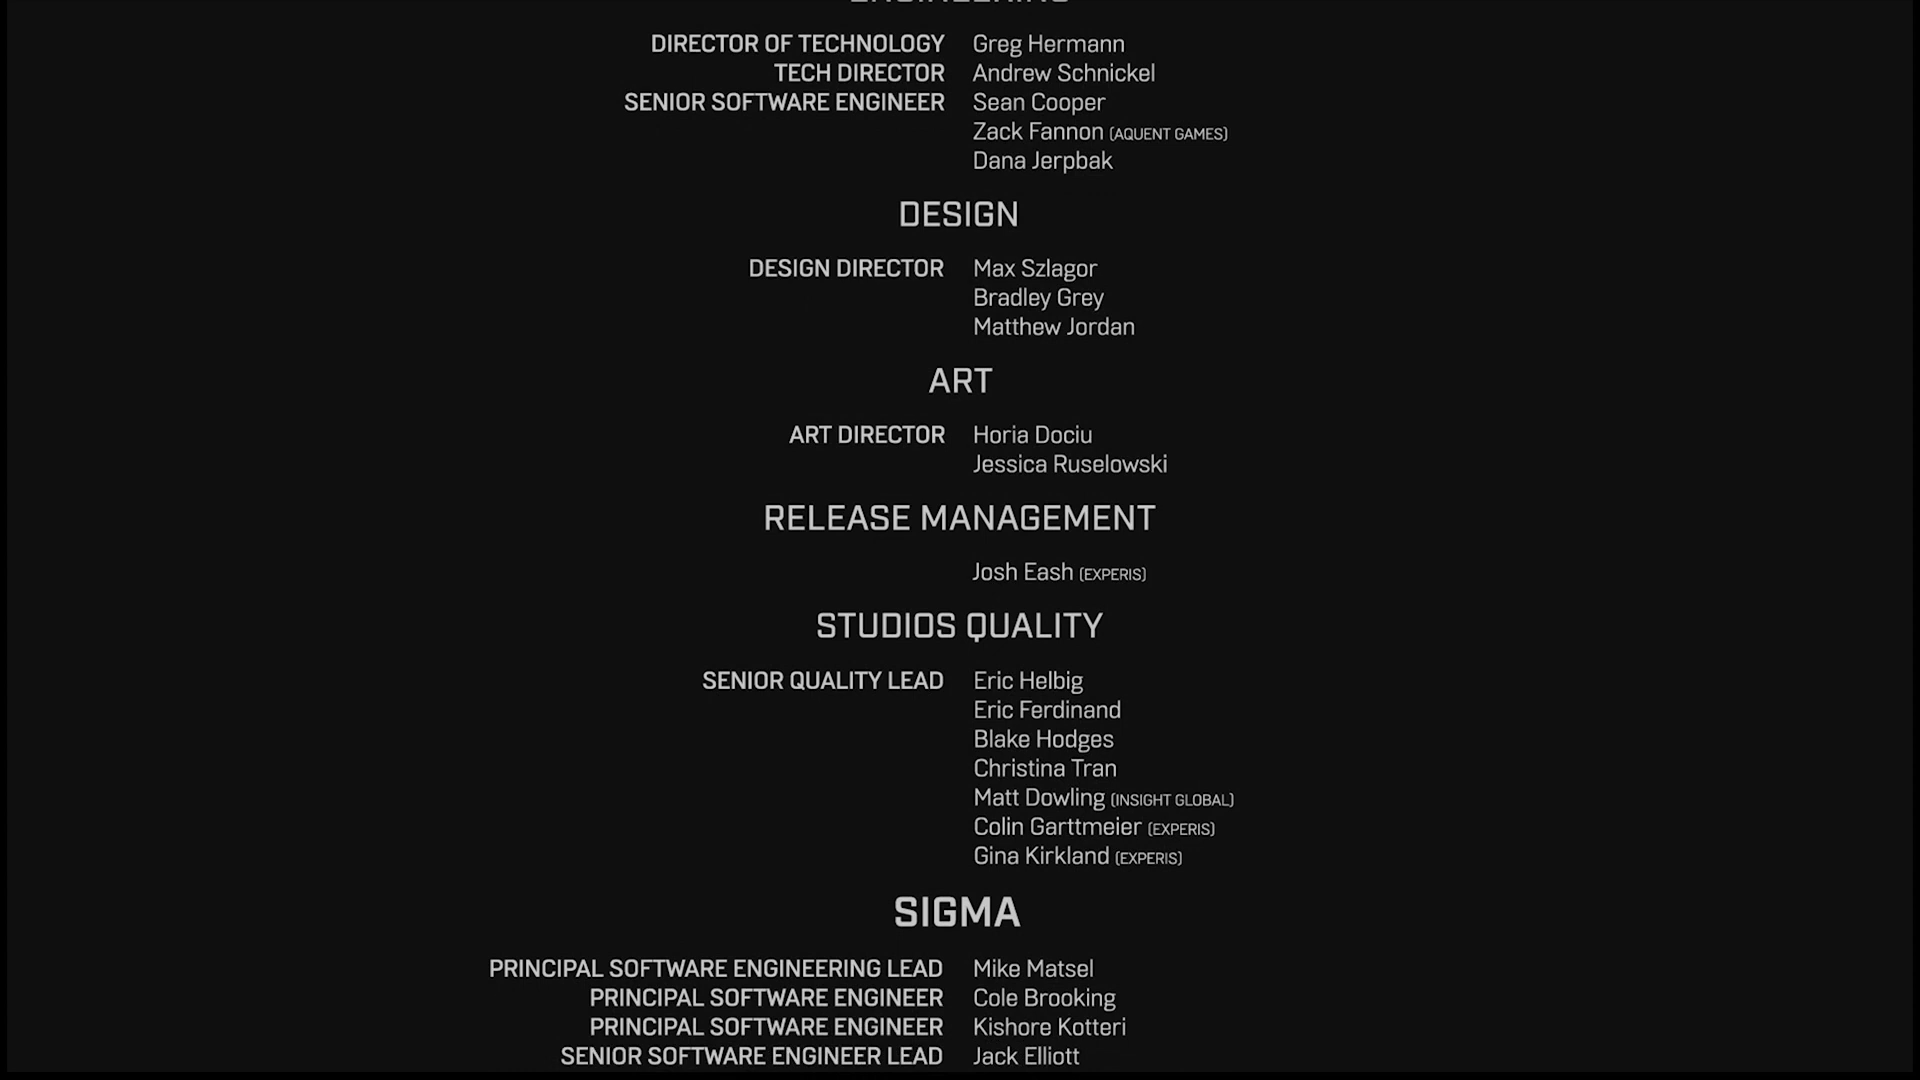 ENGINEERING
DIRECTOR OF TECHNOLOGY Greg Hermann
TECH DIRECTOR Andrew Schnickel
SENIOR SOFTWARE ENGINEER Sean Cooper
Zack Fannon (AQUENT GAMES)
Dana Jerpbak
DESIGN
DESIGN DIRECTOR Max Szlagor
Bradley Grey
Matthew Jordan
ART
ART DIRECTOR Horia Dociu
Jessica Ruselowski
RELEASE MANAGEMENT
Josh Eash (EXPERIS)
STUDIOS QUALITY
SENIOR QUALITY LEAD Eric Helbig
Eric Ferdinand
Blake Hodges
Christina Tran
Matt Dowling (INSIGHT GLOBAL)
Colin Garttmeier (EXPERIS)
Gina Kirkland (EXPERIS)
SIGMA
PRINCIPAL SOFTWARE ENGINEERING LEAD Mike Matsel
PRINCIPAL SOFTWARE ENGINEER Cole Brooking
PRINCIPAL SOFTWARE ENGINEER Kishore Kotteri
SENIOR SOFTWARE ENGINEER LEAD Jack Elliott